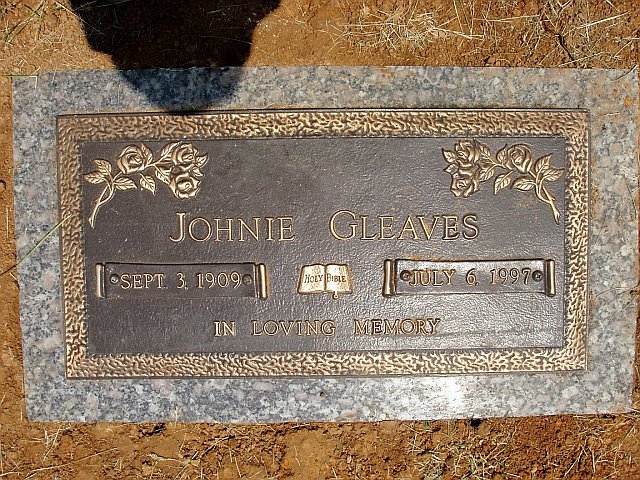 JOHNIE GLEAVES
SEPT. 3, 1909 HOLY BIBLE JULY 6, 1997
IN LOVING MEMORY